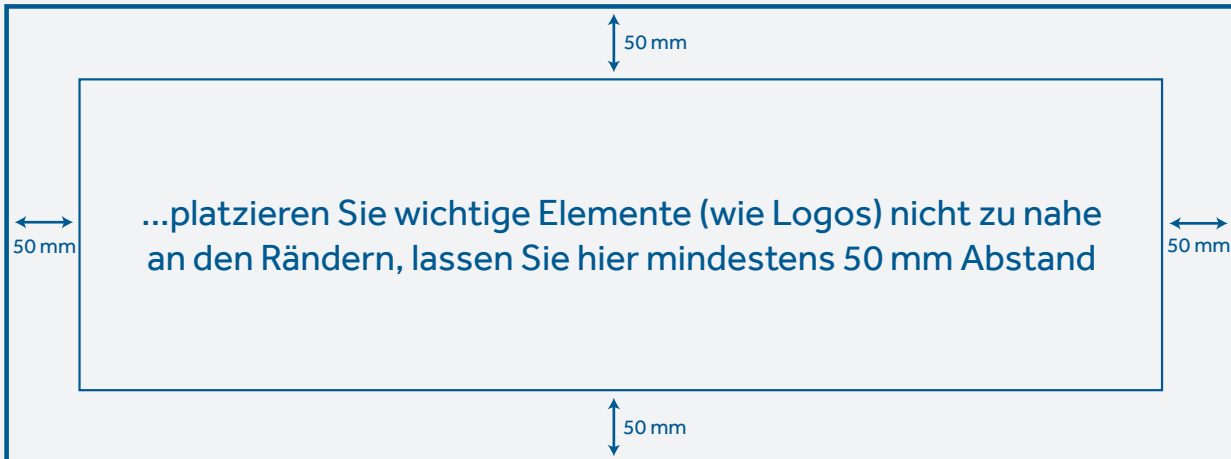 50 mm
...platzieren Sie wichtige Elemente (wie Logos) nicht zu nahe
an den Rändern, lassen Sie hier mindestens 50 mm Abstand
50 mm
50 mm
50 mm